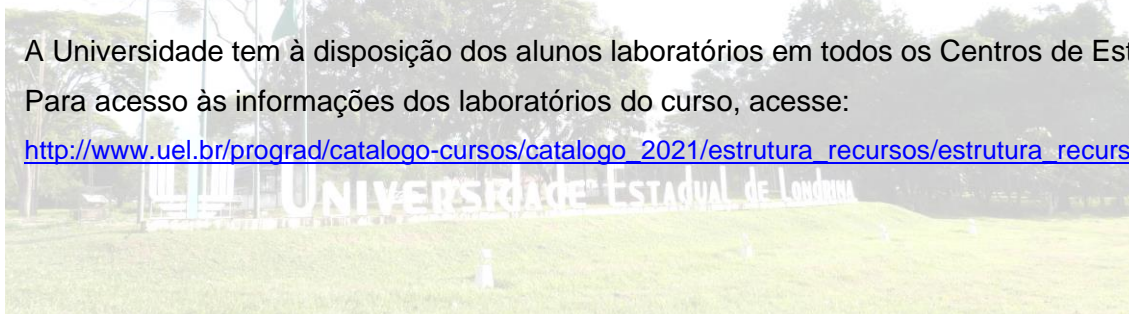 A Universidade tem à disposição dos alunos laboratórios em todos os Centros de
Para acesso às informações dos laboratórios do curso, acesse:
http://www.uel.br/prograd/catalogo-cursos/catalogo_2021/estrutura_recursos/estrutura_recurs
UNIVERSIDADE ESTADUAL DE LONDRINA